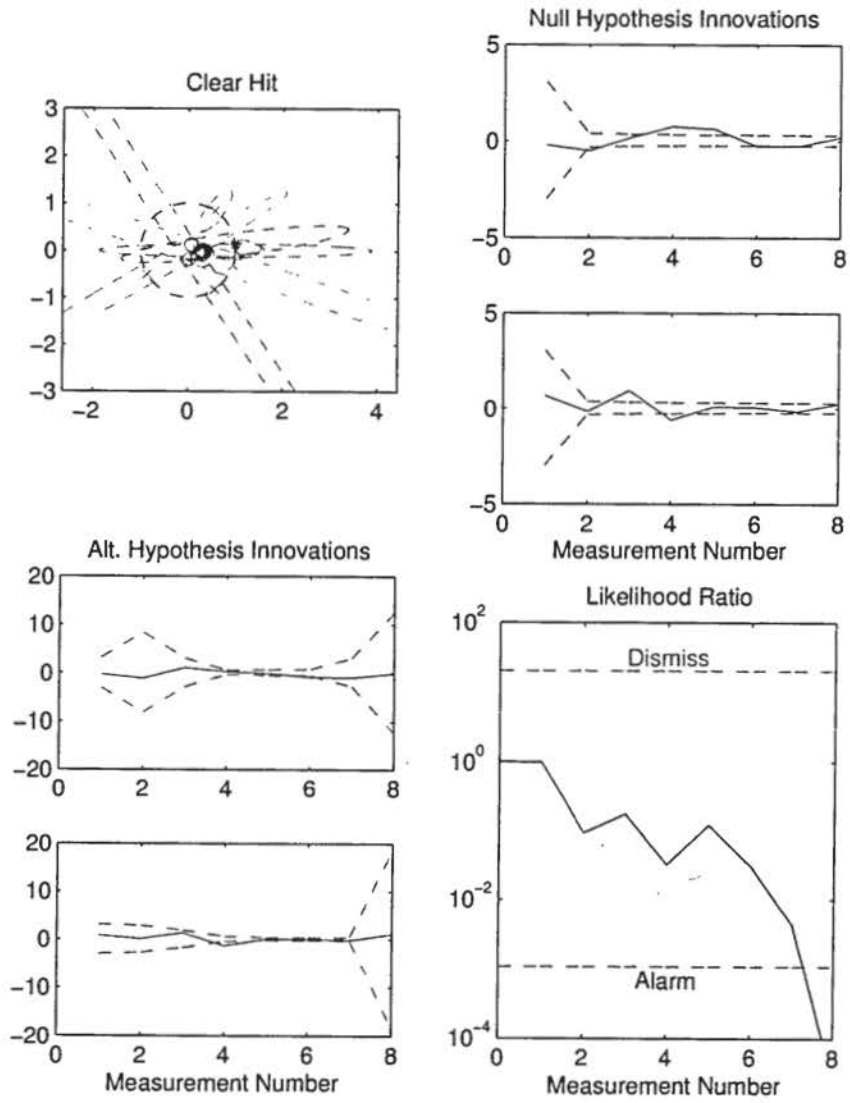 Clear Hit
3
2
1
0
-1
-2
-3
-2 0 2 4
Null Hypothesis Innovations
5
0
-5
0 2 4 6 8
5
0
-5
0 2 4 6 8
Measurement Number
Alt. Hypothesis Innovations
20
10
0
-10
-20
0 2 4 6 8
20
10
0
-10
-20
0 2 4 6 8
Measurement Number
Likelihood Ratio
10^2
Dismiss
10^0
10^-2
Alarm
10^-4
0 2 4 6 8
Measurement Number